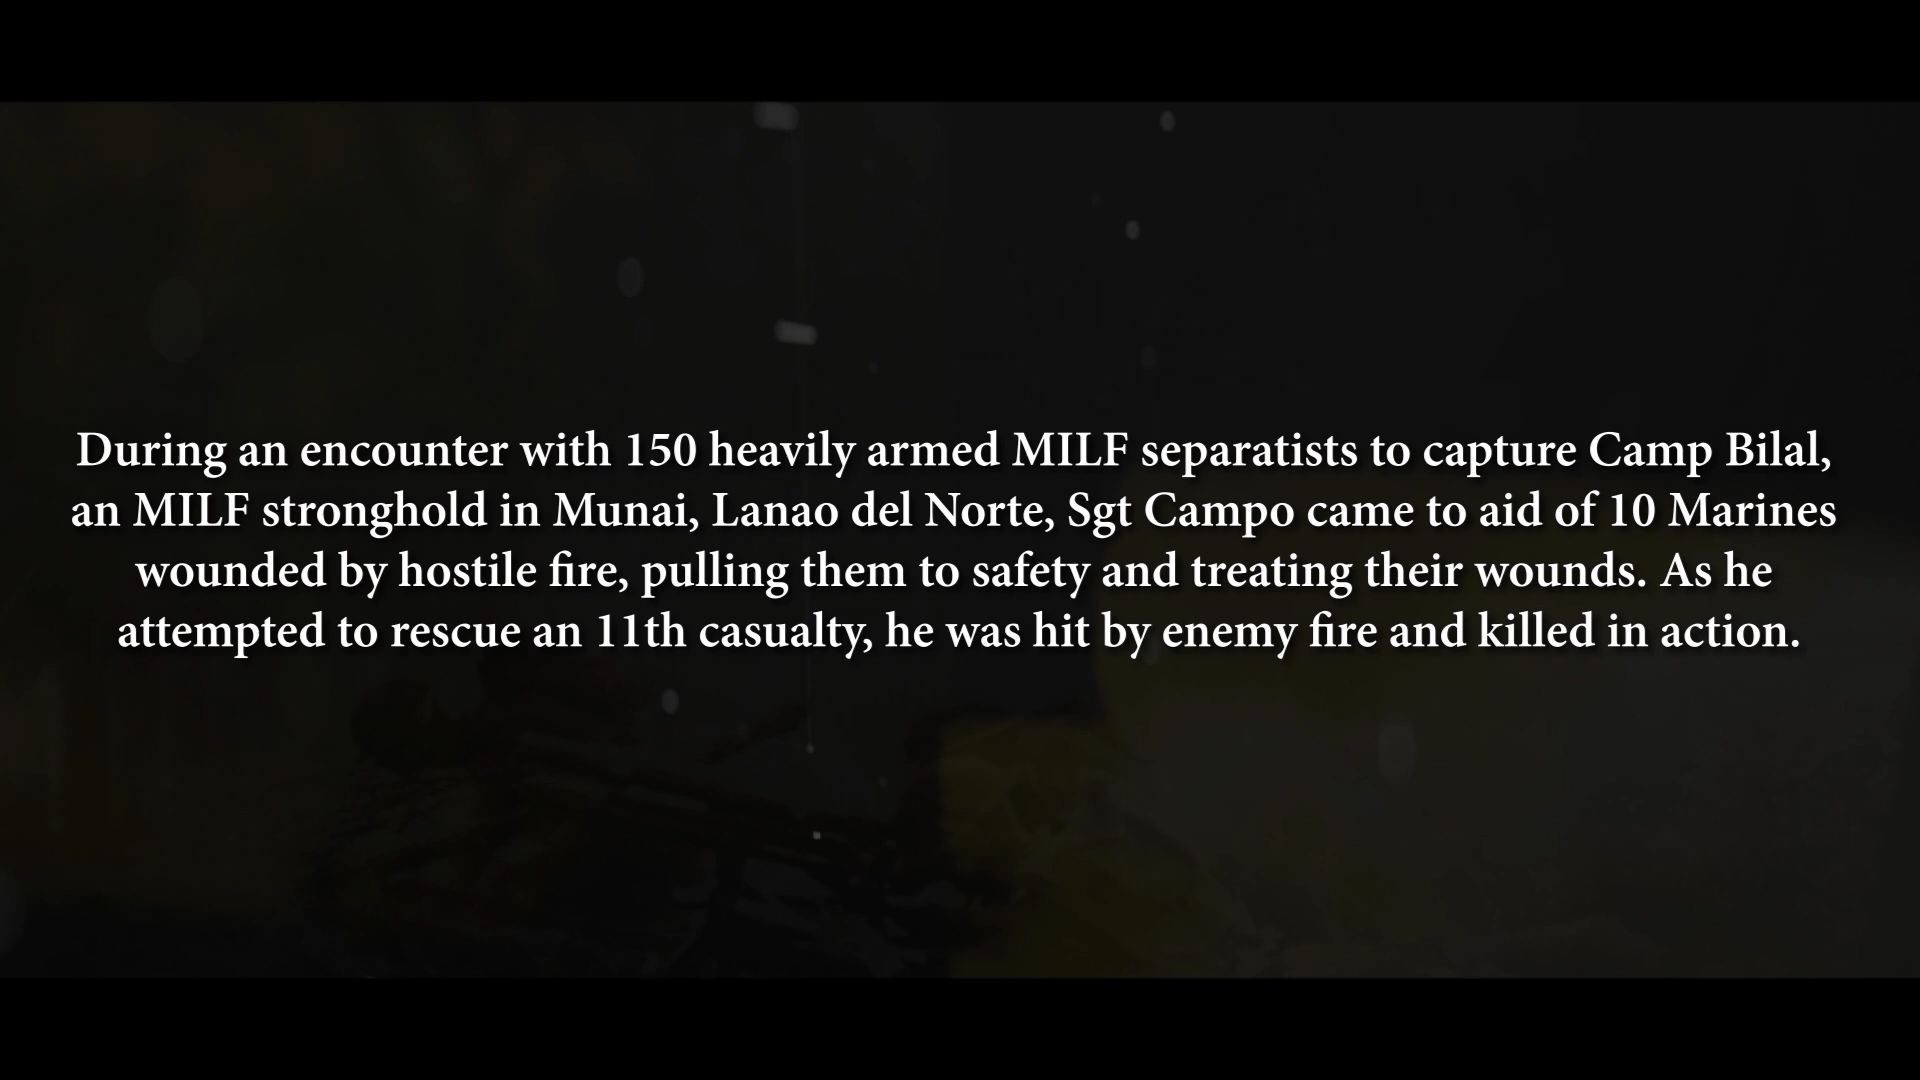 During an encounter with 150 heavily armed MILF separatists to capture Camp Bilal,
an MILF stronghold in Munai, Lanao del Norte, Sgt Campo came to aid of 10 Marines
wounded by hostile fire, pulling them to safety and treating their wounds. As he
attempted to rescue an 11th casualty, he was hit by enemy fire and killed in action.